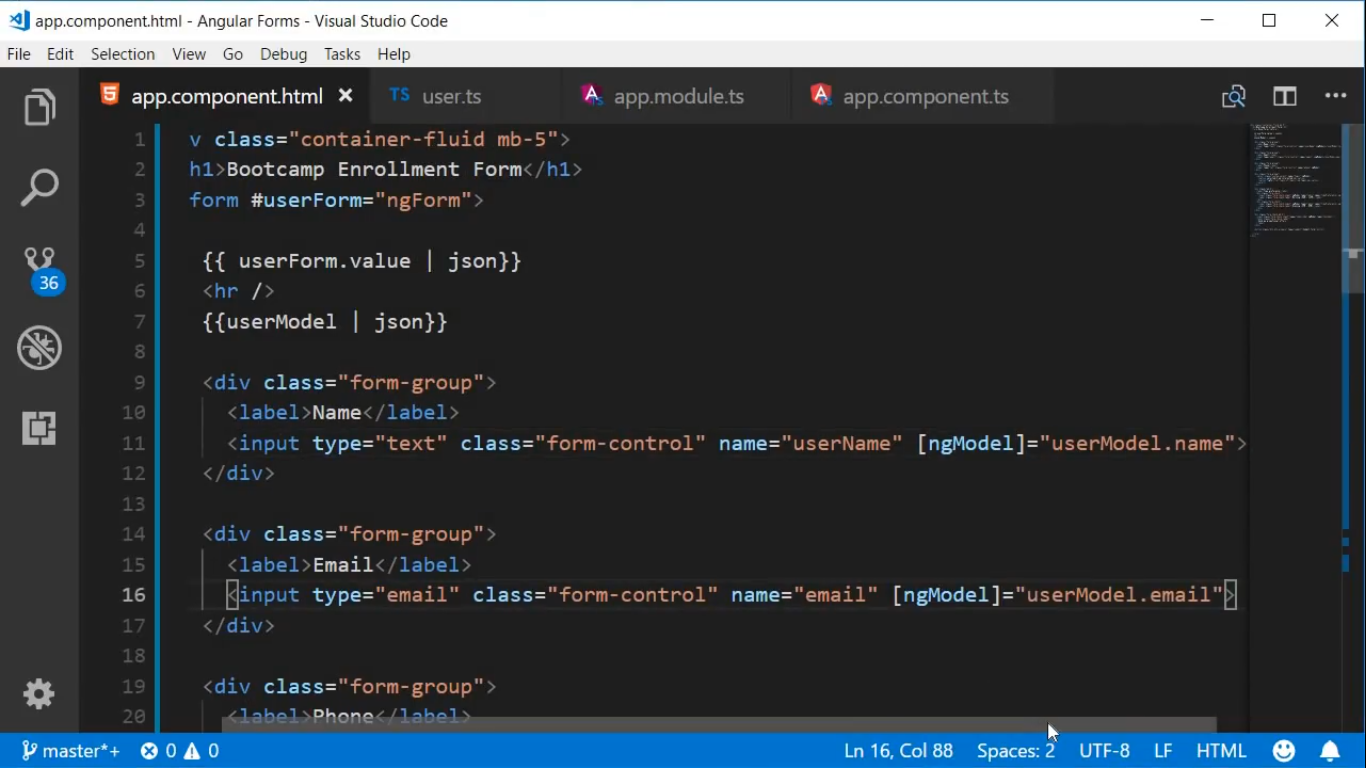 app.component.html - Angular Forms - Visual Studio Code
File Edit Selection View Go Debug Tasks Help
app.component.html TS user.ts app.module.ts app.component.ts
1 v class="container-fluid mb-5">
2 h1>Bootcamp Enrollment Form</h1>
3 form #userForm="ngForm">
4
5 {{ userForm.value | json}}
6 <hr />
7 {{userModel | json}}
8
9 <div class="form-group">
10 <label>Name</label>
11 <input type="text" class="form-control" name="userName" [ngModel]="userModel.name">
12 </div>
13
14 <div class="form-group">
15 <label>Email</label>
16 <input type="email" class="form-control" name="email" [ngModel]="userModel.email">
17 </div>
18
19 <div class="form-group">
20 <label>Phone</label>
36
master*+ 0 0 Ln 16, Col 88 Spaces: 2 UTF-8 LF HTML